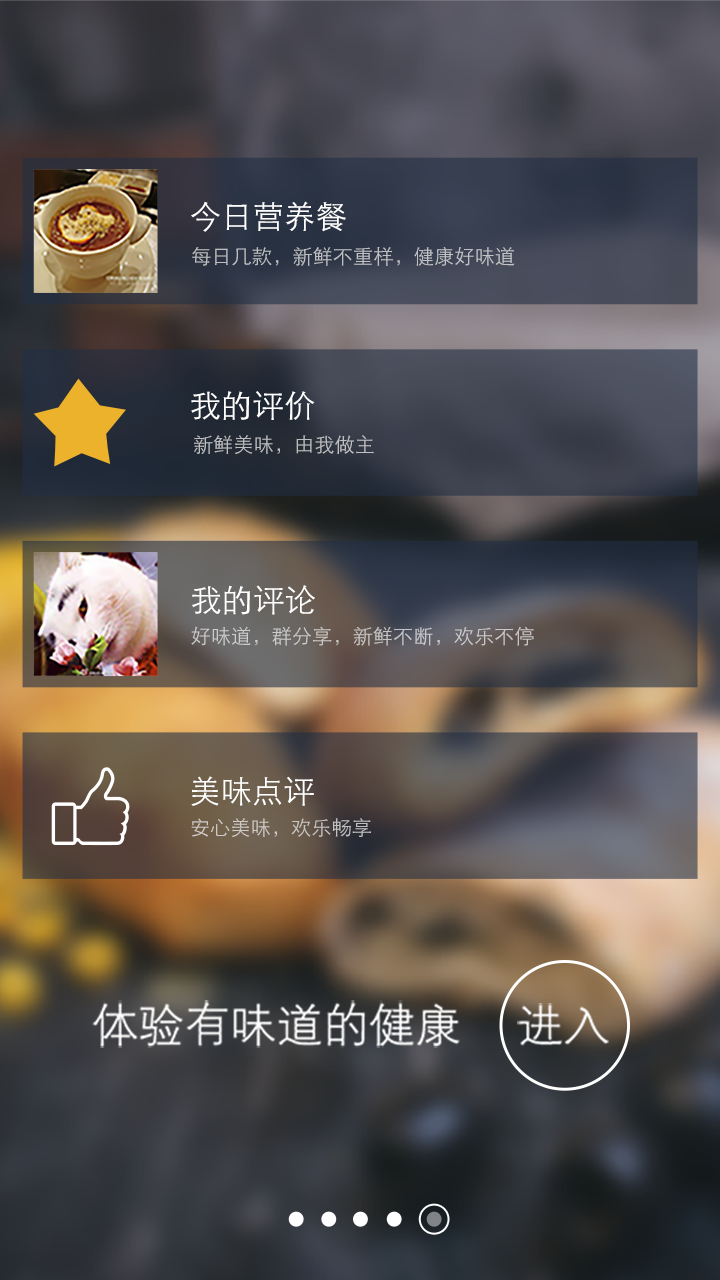 今日营养餐
每日几款，新鲜不重样，健康好味道
我的评价
新鲜美味，由我做主
我的评论
好味道，群分享，新鲜不断，欢乐不停
美味点评
安心美味，欢乐畅享
体验有味道的健康 进入